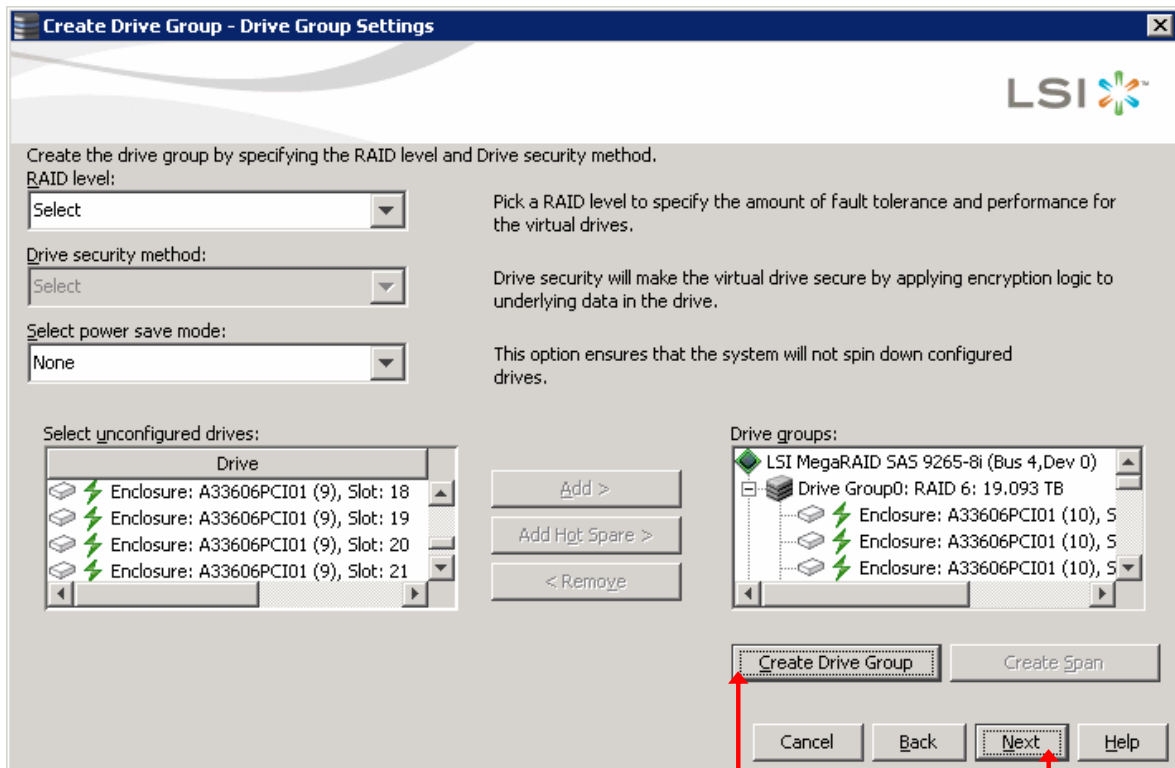 Create Drive Group - Drive Group Settings
LSI™
Create the drive group by specifying the RAID level and Drive security method.
RAID level:
Select
Pick a RAID level to specify the amount of fault tolerance and performance for
the virtual drives.
Drive security method:
Select
Drive security will make the virtual drive secure by applying encryption logic to
underlying data in the drive.
Select power save mode:
None
This option ensures that the system will not spin down configured
drives.
Select unconfigured drives:
Drive
Enclosure: A33606PCI01 (9), Slot: 18
Enclosure: A33606PCI01 (9), Slot: 19
Enclosure: A33606PCI01 (9), Slot: 20
Enclosure: A33606PCI01 (9), Slot: 21
Add >
Add Hot Spare >
< Remove
Drive groups:
LSI MegaRAID SAS 9265-8i (Bus 4,Dev 0)
Drive Group0: RAID 6: 19.093 TB
Enclosure: A33606PCI01 (10), S
Enclosure: A33606PCI01 (10), S
Enclosure: A33606PCI01 (10), S
Create Drive Group
Create Span
Cancel
Back
Next
Help